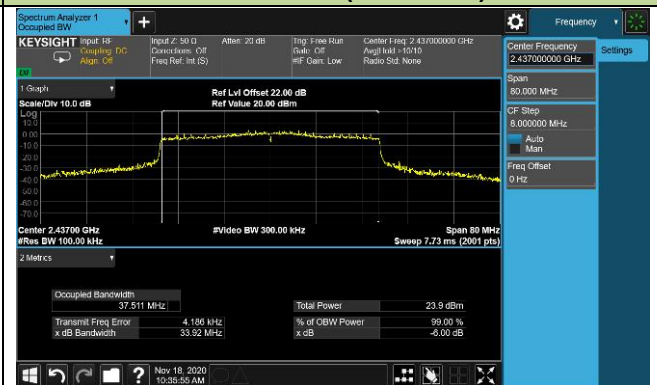 Spectrum Analyzer 1
Occupied BW
Frequency
KEYSIGHT
Input: RF
Coupling: DC
Align: Off
Input Z: 50 Ω
Corrections: Off
Freq Ref: Int (S)
Atten: 20 dB
Trig: Free Run
Gate: Off
#IF Gain: Low
Center Freq: 2.437000000 GHz
Avg|Hold: >10/10
Radio Std: None
Center Frequency
2.437000000 GHz
Settings
Span
80.000 MHz
CF Step
8.000000 MHz
Auto
Man
Freq Offset
0 Hz
1 Graph
Scale/Div 10.0 dB
Ref Lvl Offset 22.00 dB
Ref Value 20.00 dBm
Log
10.0
0.00
-10.0
-20.0
-30.0
-40.0
-50.0
-60.0
-70.0
Center 2.43700 GHz
#Res BW 100.00 kHz
#Video BW 300.00 kHz
Span 80 MHz
Sweep 7.73 ms (2001 pts)
2 Metrics
Occupied Bandwidth
37.511 MHz
Total Power 23.9 dBm
Transmit Freq Error 4.186 kHz
% of OBW Power 99.00 %
x dB Bandwidth 33.92 MHz
x dB -6.00 dB
?
Nov 18, 2020
10:35:55 AM